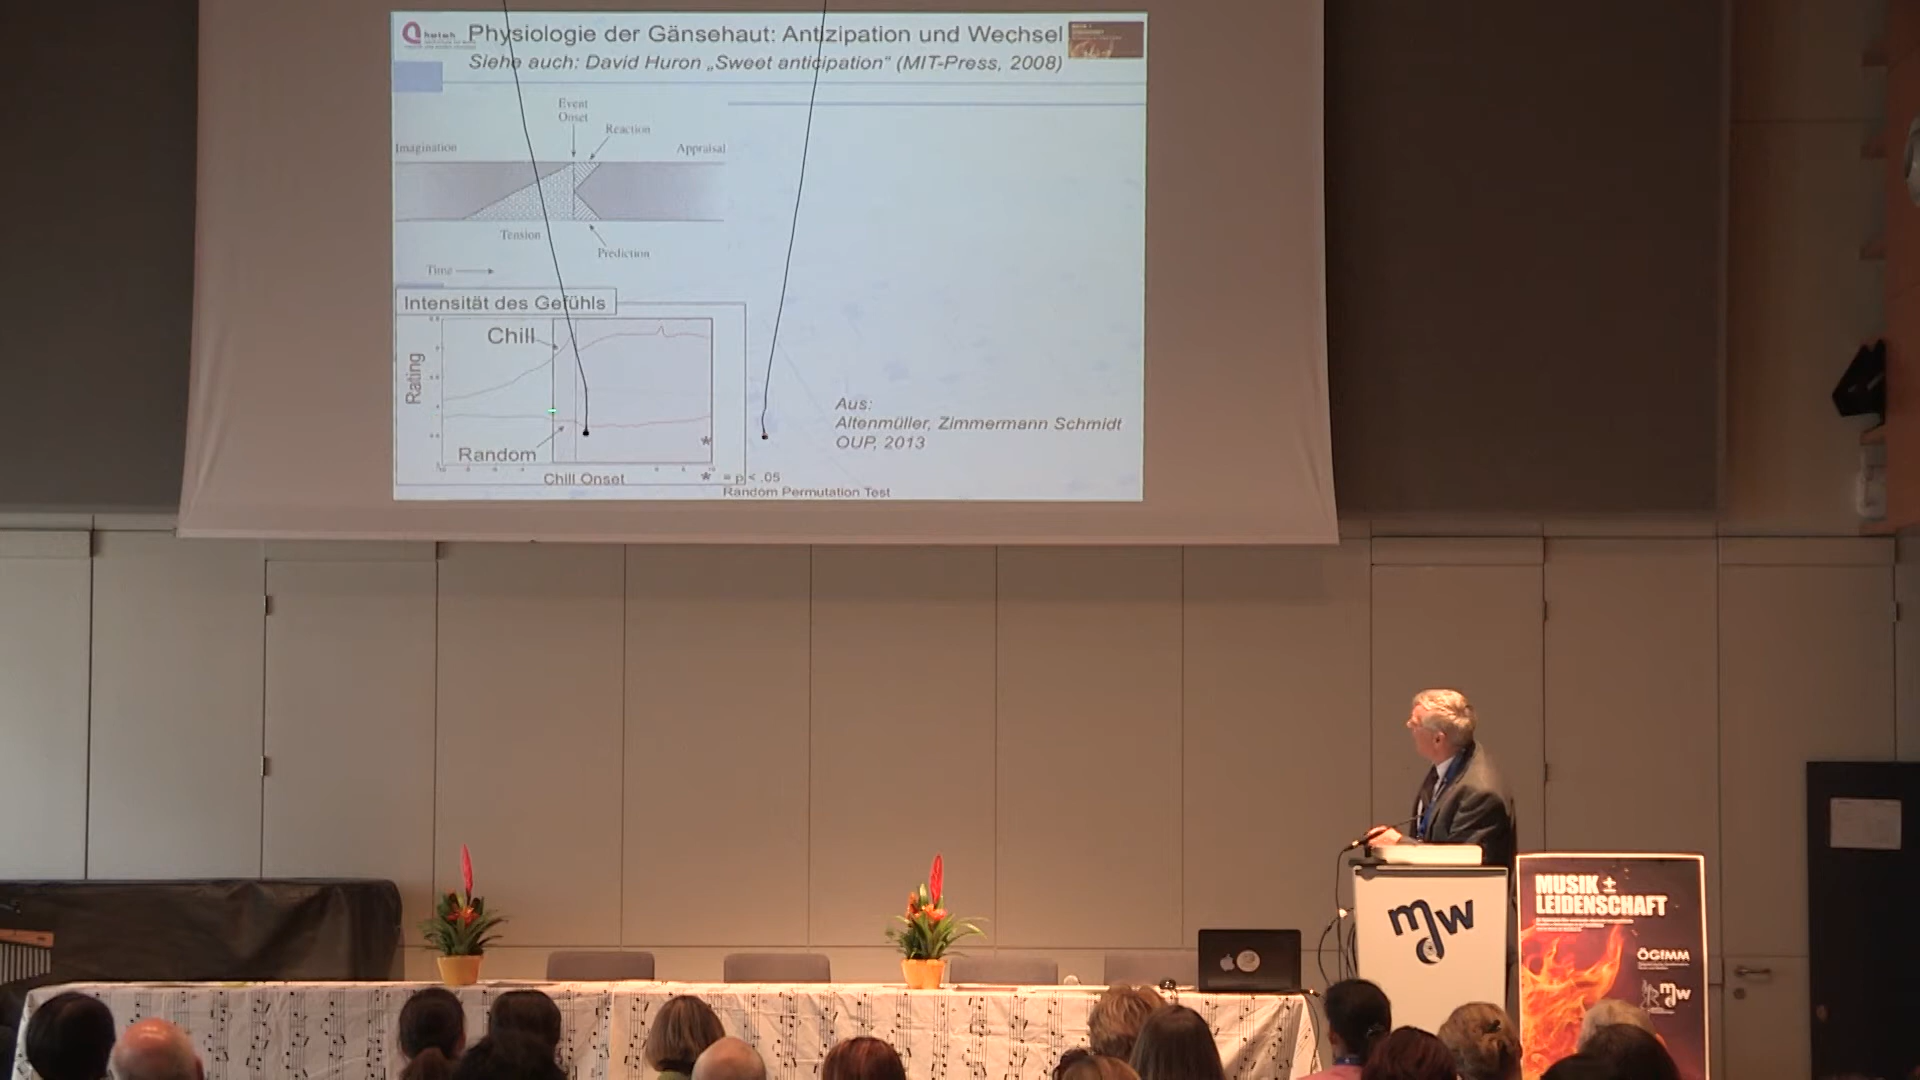 Physiologie der Gänsehaut: Antizipation und Wechsel
Siehe auch: David Huron „Sweet anticipation“ (MIT-Press, 2008)
Event
Onset
Reaction
Imagination
Appraisal
Tension
Prediction
Time
Intensität des Gefühls
Chill
Rating
Random
*
Chill Onset
* = p < .05
Random Permutation Test
Aus:
Altenmüller, Zimmermann Schmidt
OUP, 2013
mdw
MUSIK ±
LEIDENSCHAFT
ÖGfMM
mdw